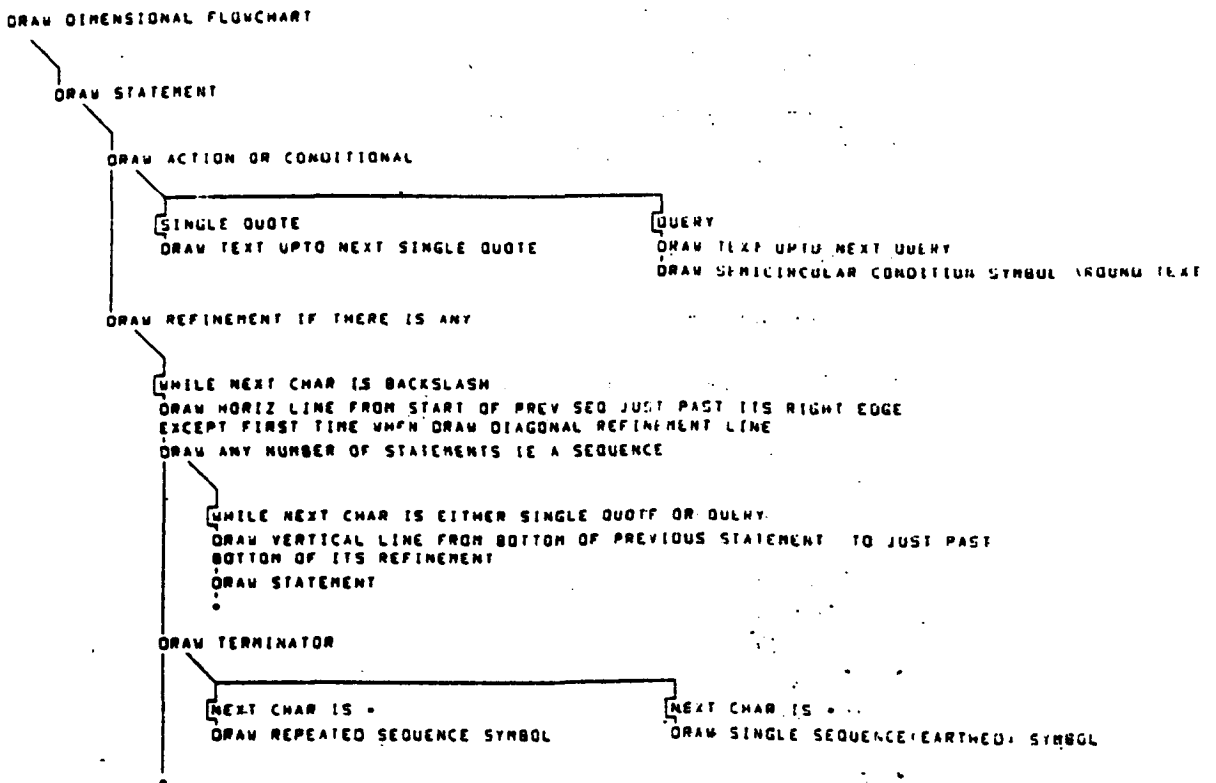 DRAW DIMENSIONAL FLOWCHART
DRAW STATEMENT
DRAW ACTION OR CONDITIONAL
SINGLE QUOTE
DRAW TEXT UPTO NEXT SINGLE QUOTE
QUERY
DRAW TEXT UPTO NEXT QUERY
DRAW SEMICIRCULAR CONDITION SYMBOL AROUND TEXT
DRAW REFINEMENT IF THERE IS ANY
WHILE NEXT CHAR IS BACKSLASH
DRAW HORIZ LINE FROM START OF PREV SEQ JUST PAST ITS RIGHT EDGE
EXCEPT FIRST TIME WHEN DRAW DIAGONAL REFINEMENT LINE
DRAW ANY NUMBER OF STATEMENTS IE A SEQUENCE
WHILE NEXT CHAR IS EITHER SINGLE QUOTE OR QUERY
DRAW VERTICAL LINE FROM BOTTOM OF PREVIOUS STATEMENT TO JUST PAST
BOTTOM OF ITS REFINEMENT
DRAW STATEMENT
DRAW TERMINATOR
NEXT CHAR IS
DRAW REPEATED SEQUENCE SYMBOL
NEXT CHAR IS
DRAW SINGLE SEQUENCE(EARTHED) SYMBOL